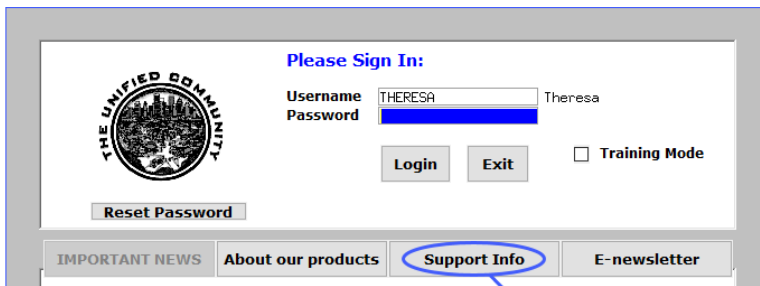 THE UNIFIED COMMUNITY
Please Sign In:
Username THERESA Theresa
Password
Login Exit Training Mode
Reset Password
IMPORTANT NEWS About our products Support Info E-newsletter